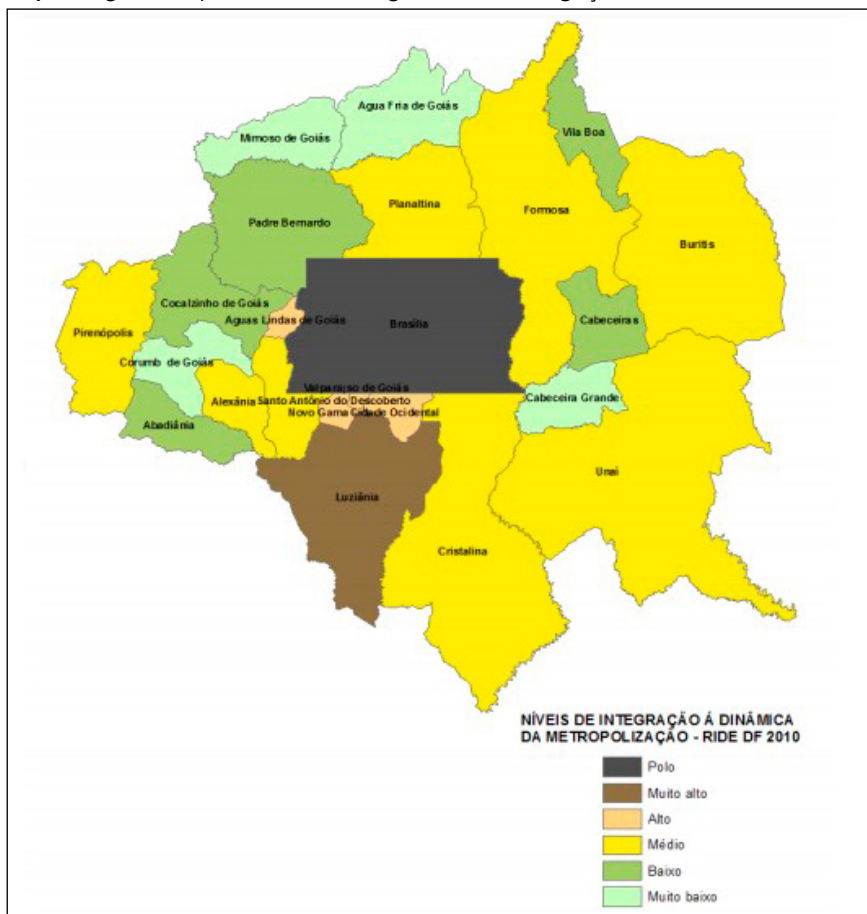 Agua Fria de Goiás
Mimoso de Goiás
Vila Boa
Planaltina
Formosa
Padre Bernardo
Buritis
Cocalzinho de Goiás
Aguas Lindas de Goiás
Brasília
Cabeceiras
Pirenópolis
Corumb de Goiás
Valparaiso de Goiás
Alexânia
Santo Antônio do Descoberto
Cabeceira Grande
Novo Gama
Cidade Ocidental
Abadiânia
Unaí
Luziânia
Cristalina
NÍVEIS DE INTEGRAÇÃO Á DINÂMICA
DA METROPOLIZAÇÃO - RIDE DF 2010
Polo
Muito alto
Alto
Médio
Baixo
Muito baixo